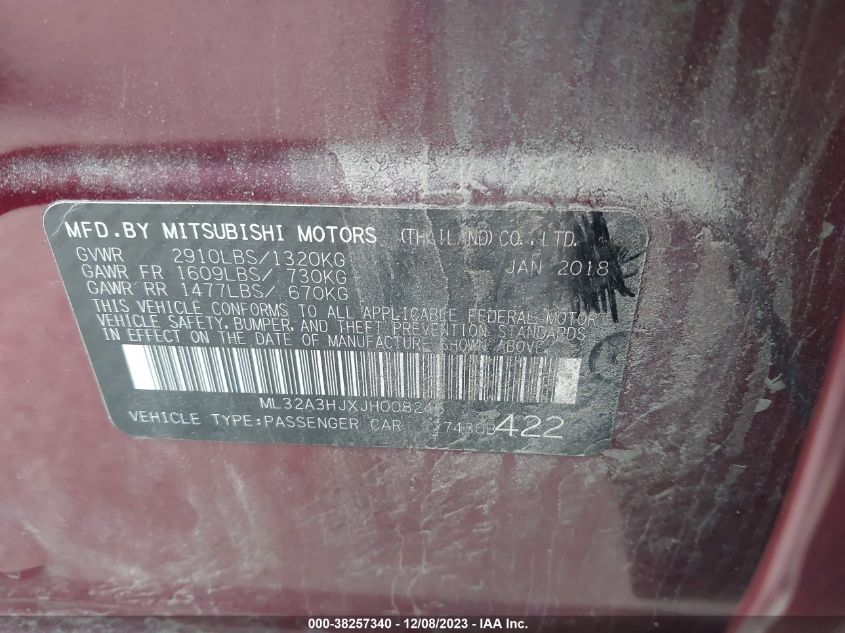 MFD.BY MITSUBISHI MOTORS (THAILAND) CO., LTD.
GVWR 2910LBS/1320KG JAN 2018
GAWR FR 1609LBS/ 730KG
GAWR RR 1477LBS/ 670KG
THIS VEHICLE CONFORMS TO ALL APPLICABLE FEDERAL MOTOR
VEHICLE SAFETY, BUMPER, AND THEFT PREVENTION STANDARDS
IN EFFECT ON THE DATE OF MANUFACTURE SHOWN ABOVE.
VEHICLE TYPE:PASSENGER CAR 422
000-38257340 - 12/08/2023 - IAA Inc.